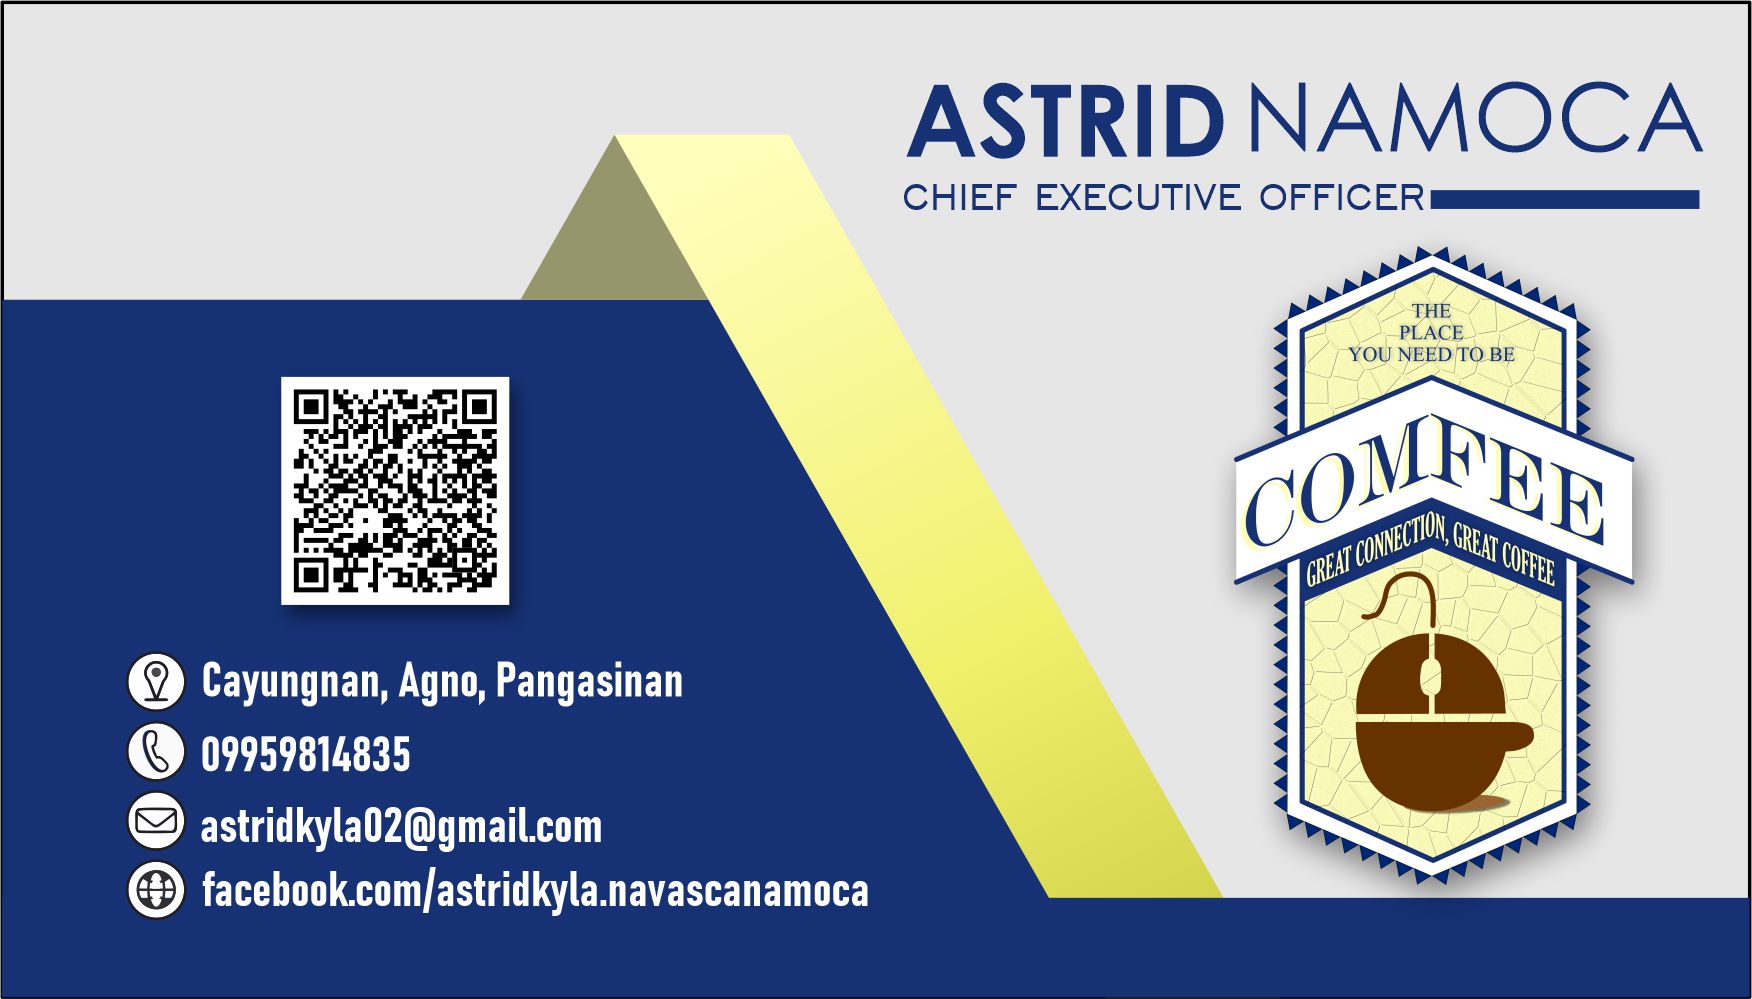 ASTRID NAMOCA
CHIEF EXECUTIVE OFFICER
THE
PLACE
YOU NEED TO BE
COMFEE
GREAT CONNECTION, GREAT COFFEE
Cayungnan, Agno, Pangasinan
09959814835
astridkyla02@gmail.com
facebook.com/astridkyla.navascanamoca